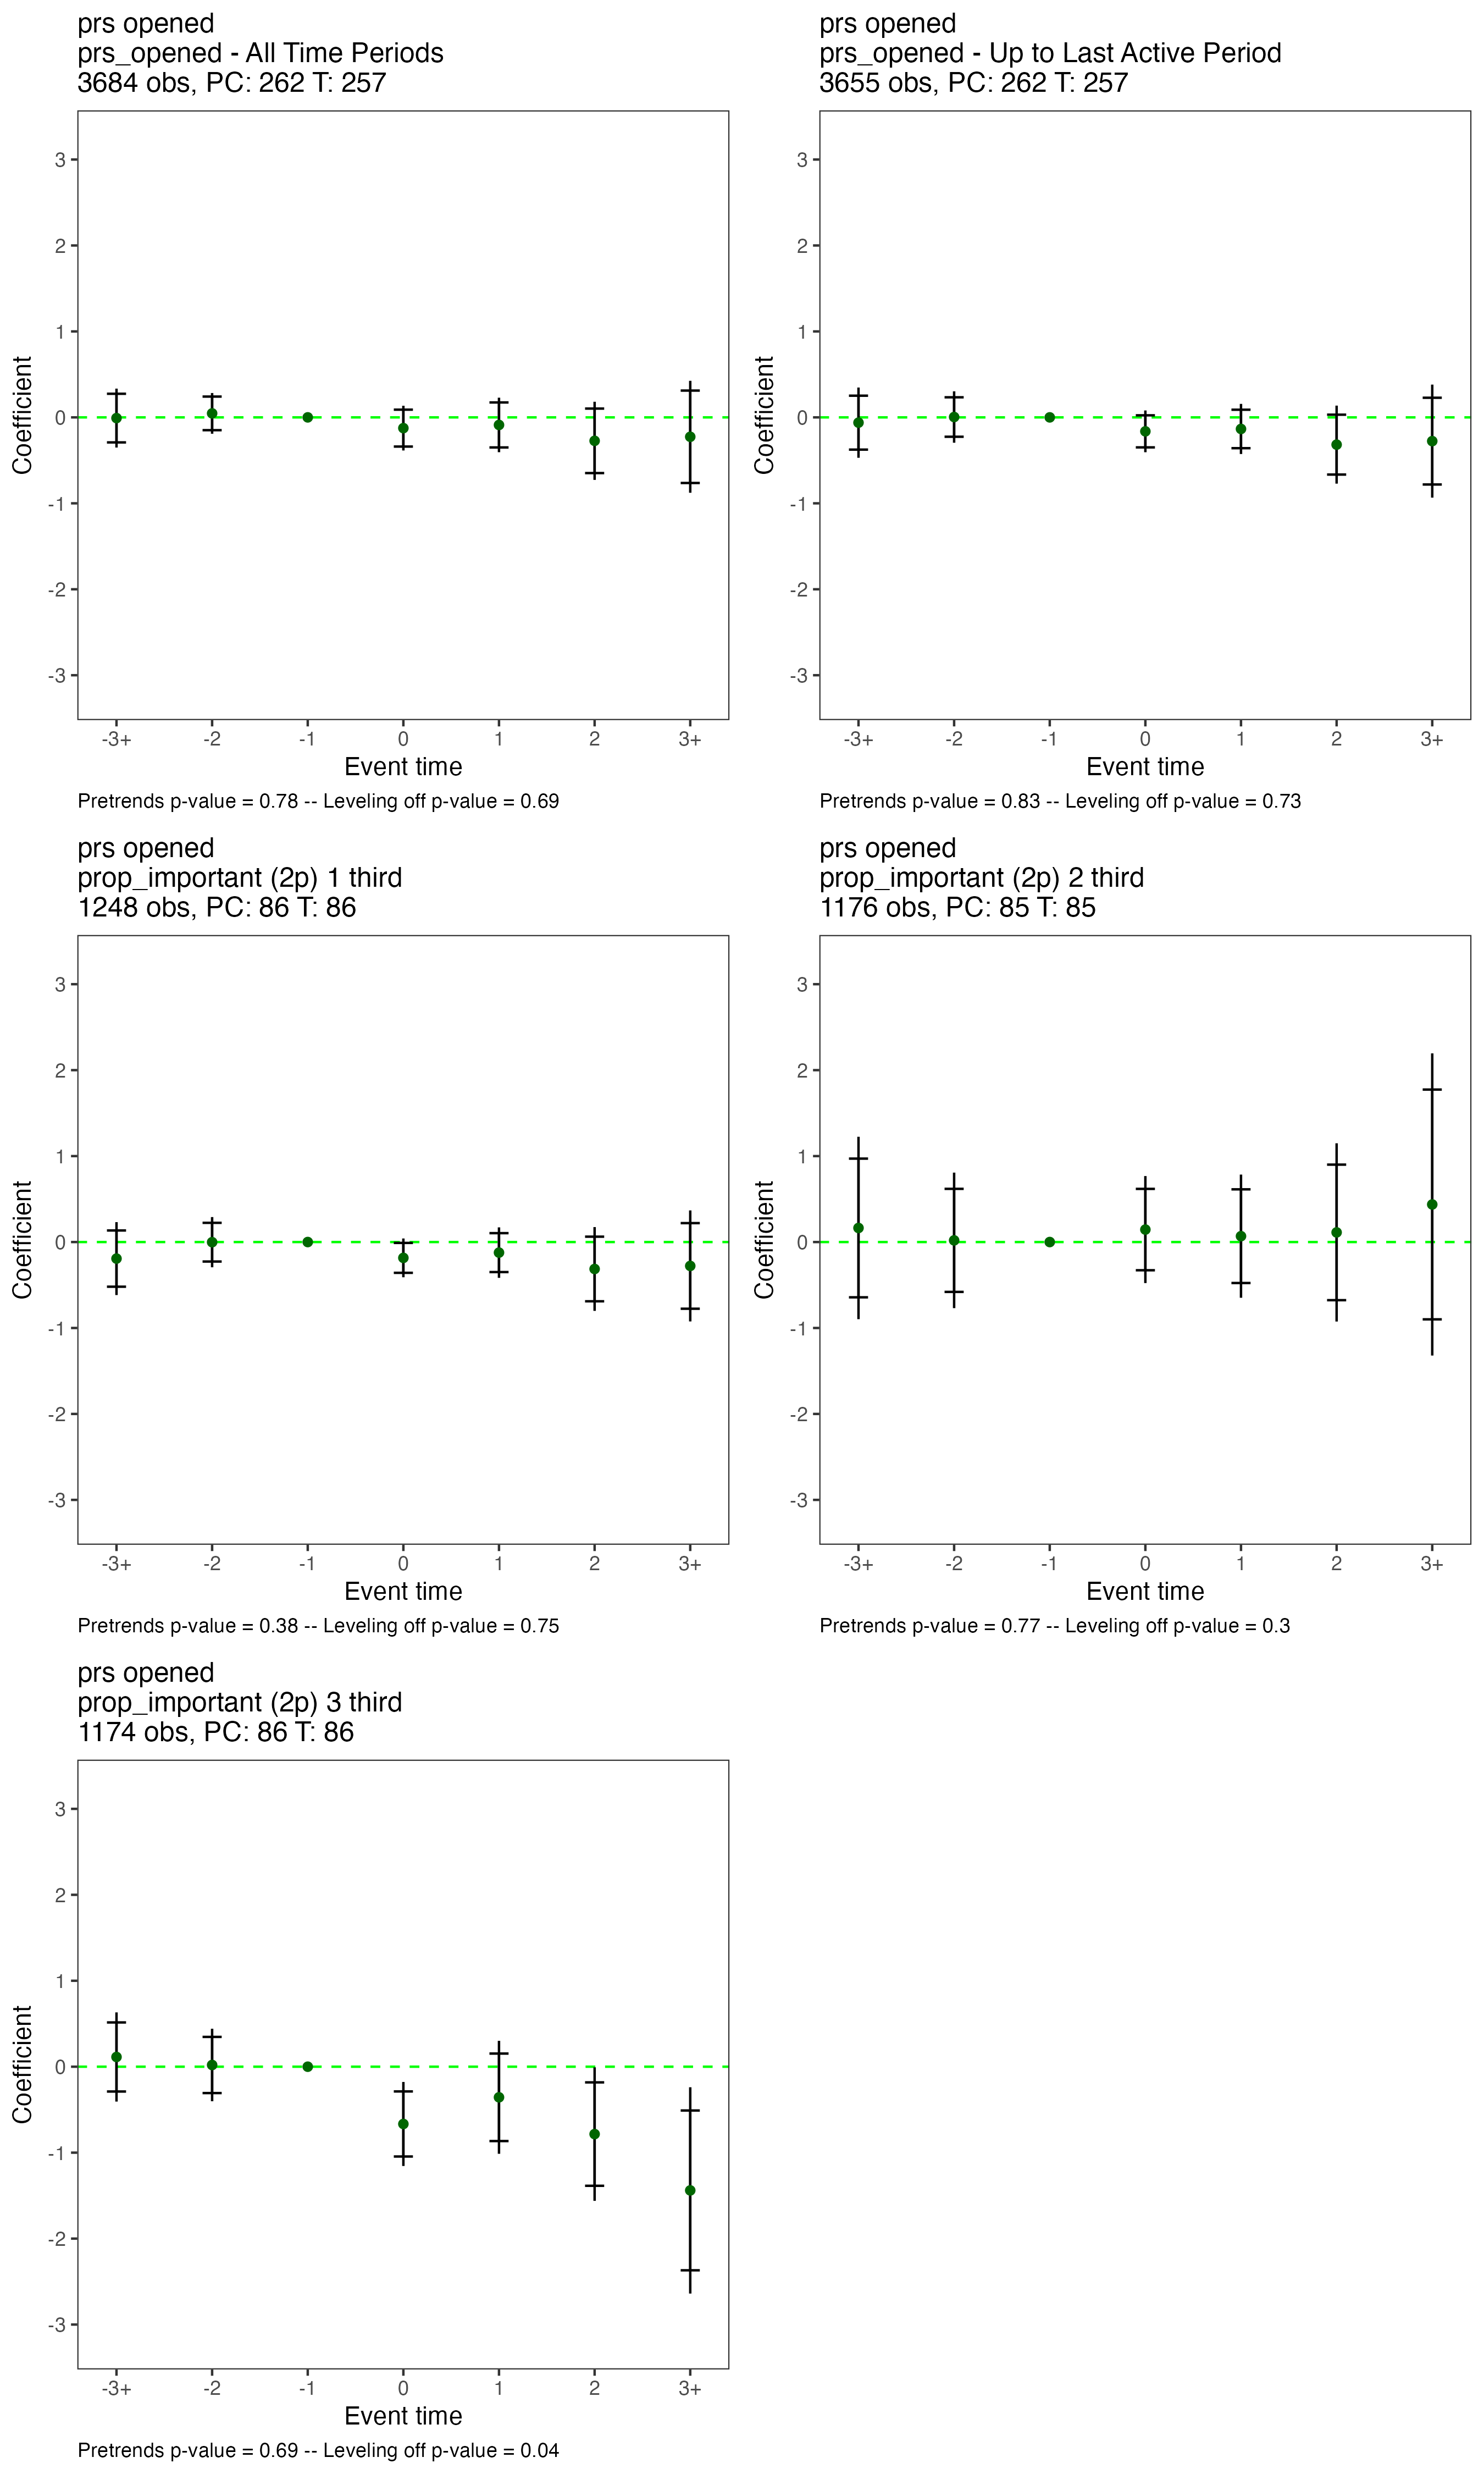 prs opened
prs_opened - All Time Periods
3684 obs, PC: 262 T: 257
Coefficient
3
2
1
0
-1
-2
-3
-3+ -2 -1 0 1 2 3+
Event time
Pretrends p-value = 0.78 -- Leveling off p-value = 0.69
prs opened
prs_opened - Up to Last Active Period
3655 obs, PC: 262 T: 257
Coefficient
3
2
1
0
-1
-2
-3
-3+ -2 -1 0 1 2 3+
Event time
Pretrends p-value = 0.83 -- Leveling off p-value = 0.73
prs opened
prop_important (2p) 1 third
1248 obs, PC: 86 T: 86
Coefficient
3
2
1
0
-1
-2
-3
-3+ -2 -1 0 1 2 3+
Event time
Pretrends p-value = 0.38 -- Leveling off p-value = 0.75
prs opened
prop_important (2p) 2 third
1176 obs, PC: 85 T: 85
Coefficient
3
2
1
0
-1
-2
-3
-3+ -2 -1 0 1 2 3+
Event time
Pretrends p-value = 0.77 -- Leveling off p-value = 0.3
prs opened
prop_important (2p) 3 third
1174 obs, PC: 86 T: 86
Coefficient
3
2
1
0
-1
-2
-3
-3+ -2 -1 0 1 2 3+
Event time
Pretrends p-value = 0.69 -- Leveling off p-value = 0.04